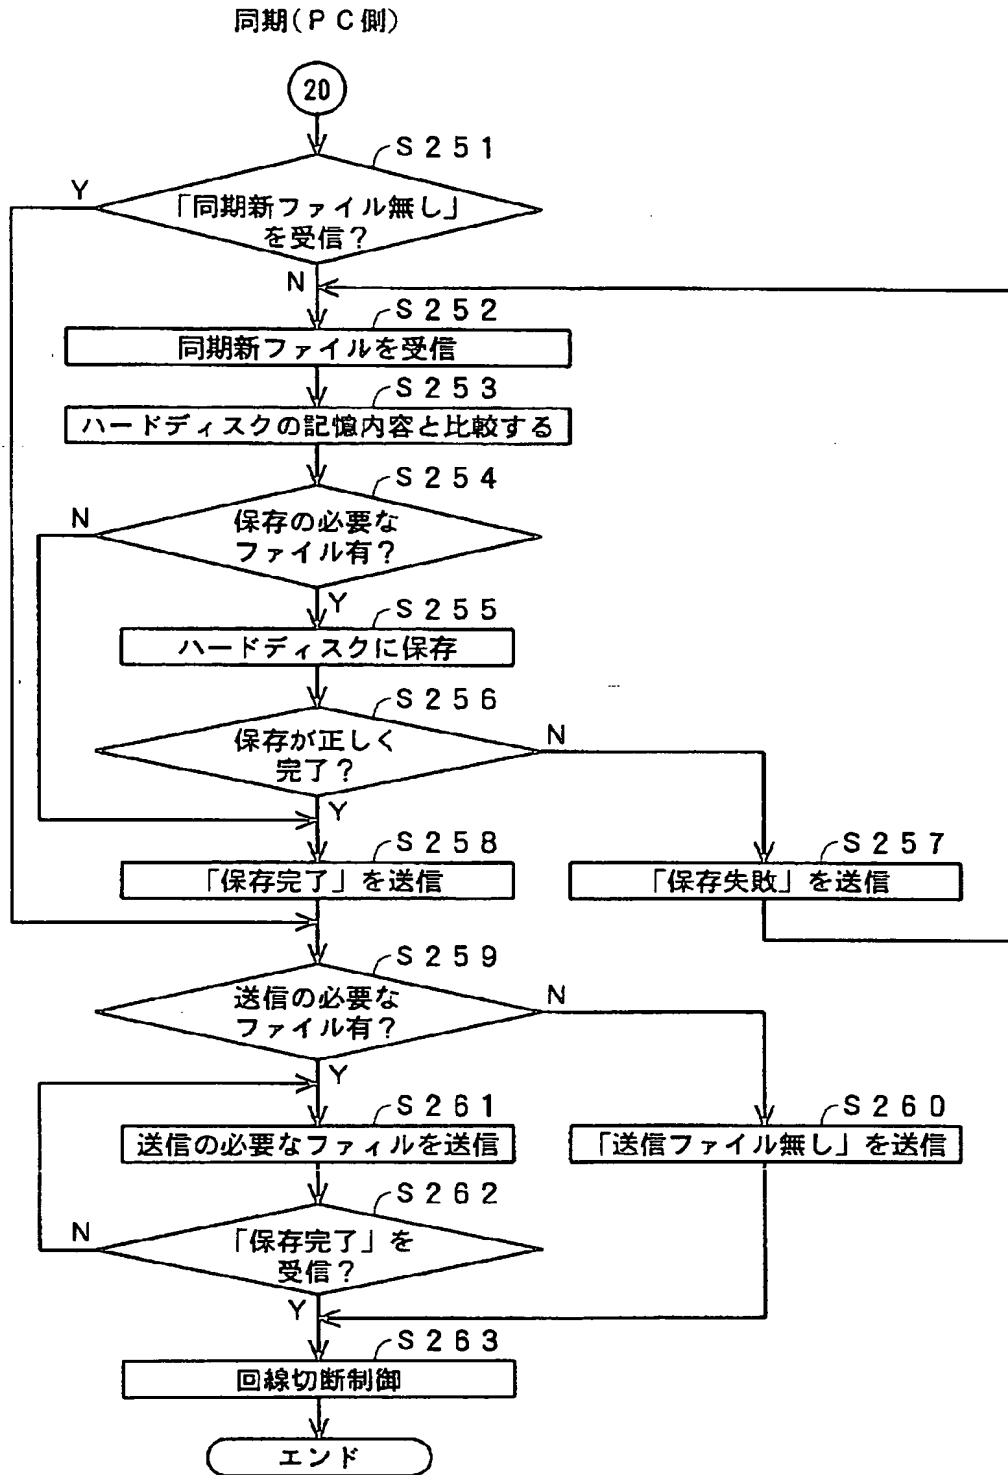 同期(PC側)
20
S251
Y
「同期新ファイル無し」
を受信?
N
S252
同期新ファイルを受信
S253
ハードディスクの記憶内容と比較する
S254
N
保存の必要な
ファイル有?
Y
S255
ハードディスクに保存
S256
保存が正しく
完了?
N
Y
S258
「保存完了」を送信
S257
「保存失敗」を送信
S259
送信の必要な
ファイル有?
N
Y
S261
送信の必要なファィルを送信
S260
「送信ファイル無し」を送信
S262
N
「保存完了」を
受信?
Y
S263
回線切断制御
エンド